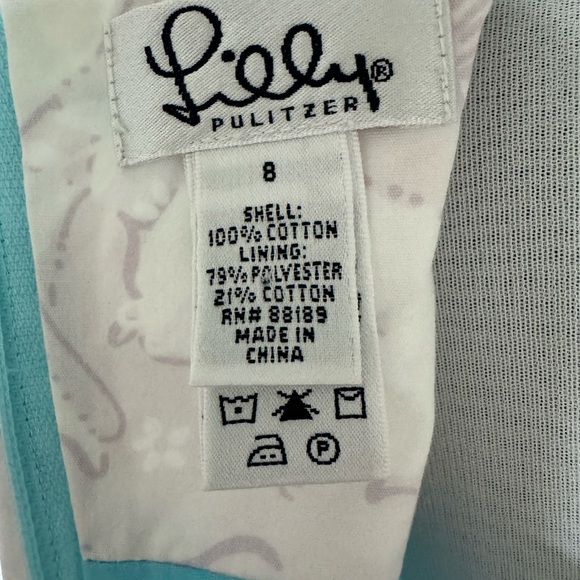 Lilly®
PULITZER
8
SHELL:
100% COTTON
LINING:
79% POLYESTER
21% COTTON
RN# 88189
MADE IN
CHINA
P